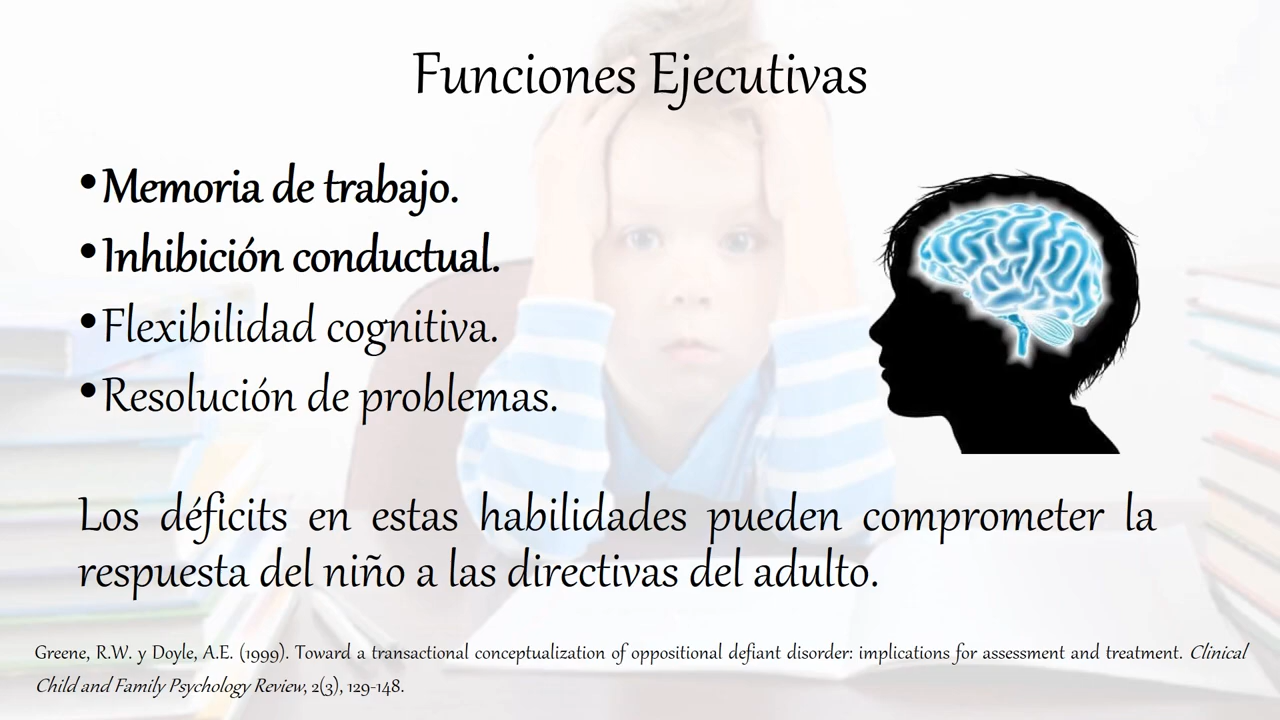 Funciones Ejecutivas
•Memoria de trabajo.
•Inhibición conductual.
•Flexibilidad cognitiva.
•Resolución de problemas.
Los déficits en estas habilidades pueden comprometer la
respuesta del niño a las directivas del adulto.
Greene, R.W. y Doyle, A.E. (1999). Toward a transactional conceptualization of oppositional defiant disorder: implications for assessment and treatment. Clinical
Child and Family Psychology Review, 2(3), 129-148.